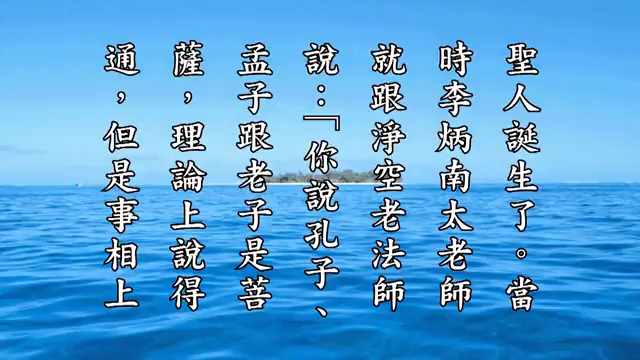 聖人誕生了。當
時李炳南太老師
就跟淨空老法師
說：『你說孔子、
孟子跟老子是菩
薩，理論上說得
通，但是事相上